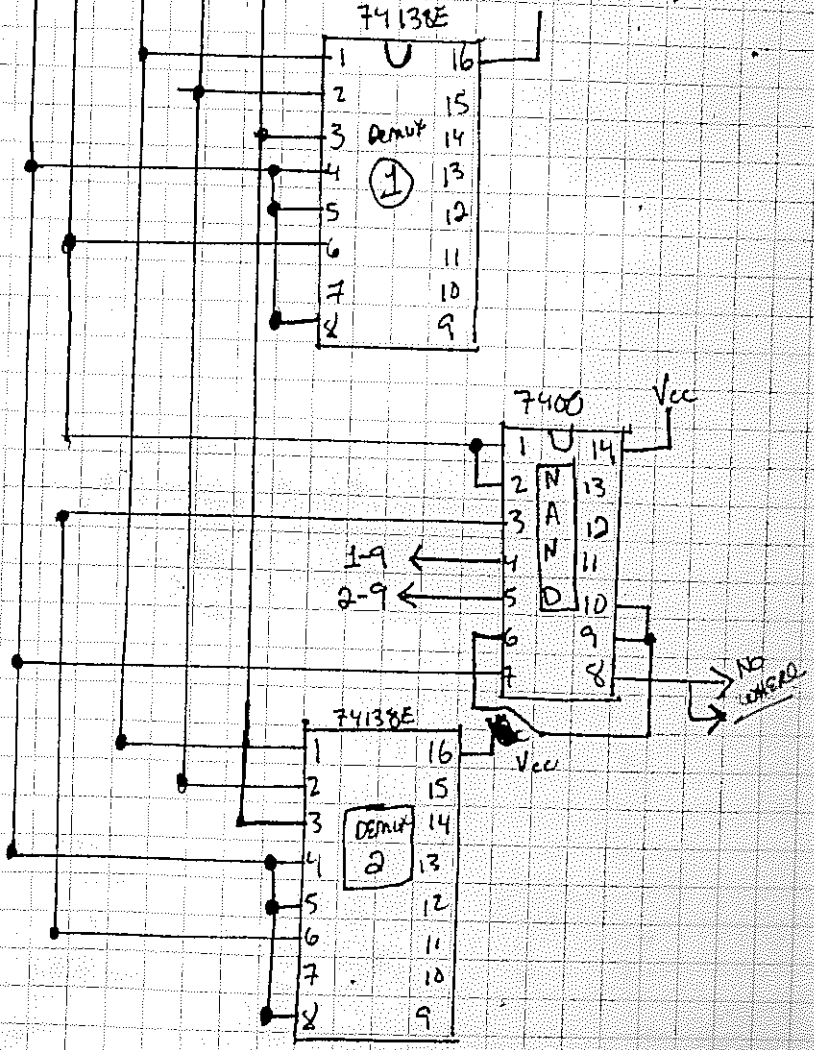 74138E
1 16
2 15
3 Demux 14
4 1 13
5 12
6 11
7 10
8 9
7400 Vcc
1 14
2 N 13
3 A 12
1-9 4 N 11
2-9 5 D 10
6 9
7 8
NO
WHERE
74138E
1 16
Vcc
2 15
3 DEMUX 14
4 2 13
5 12
6 11
7 10
8 9